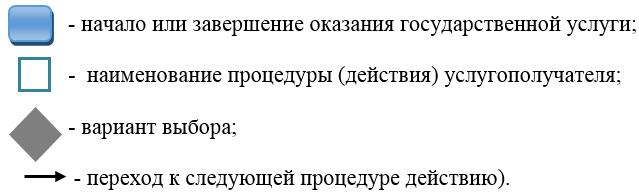 - начало или завершение оказания государственной услуги;
- наименование процедуры (действия) услугополучателя;
- вариант выбора;
- переход к следующей процедуре действию).